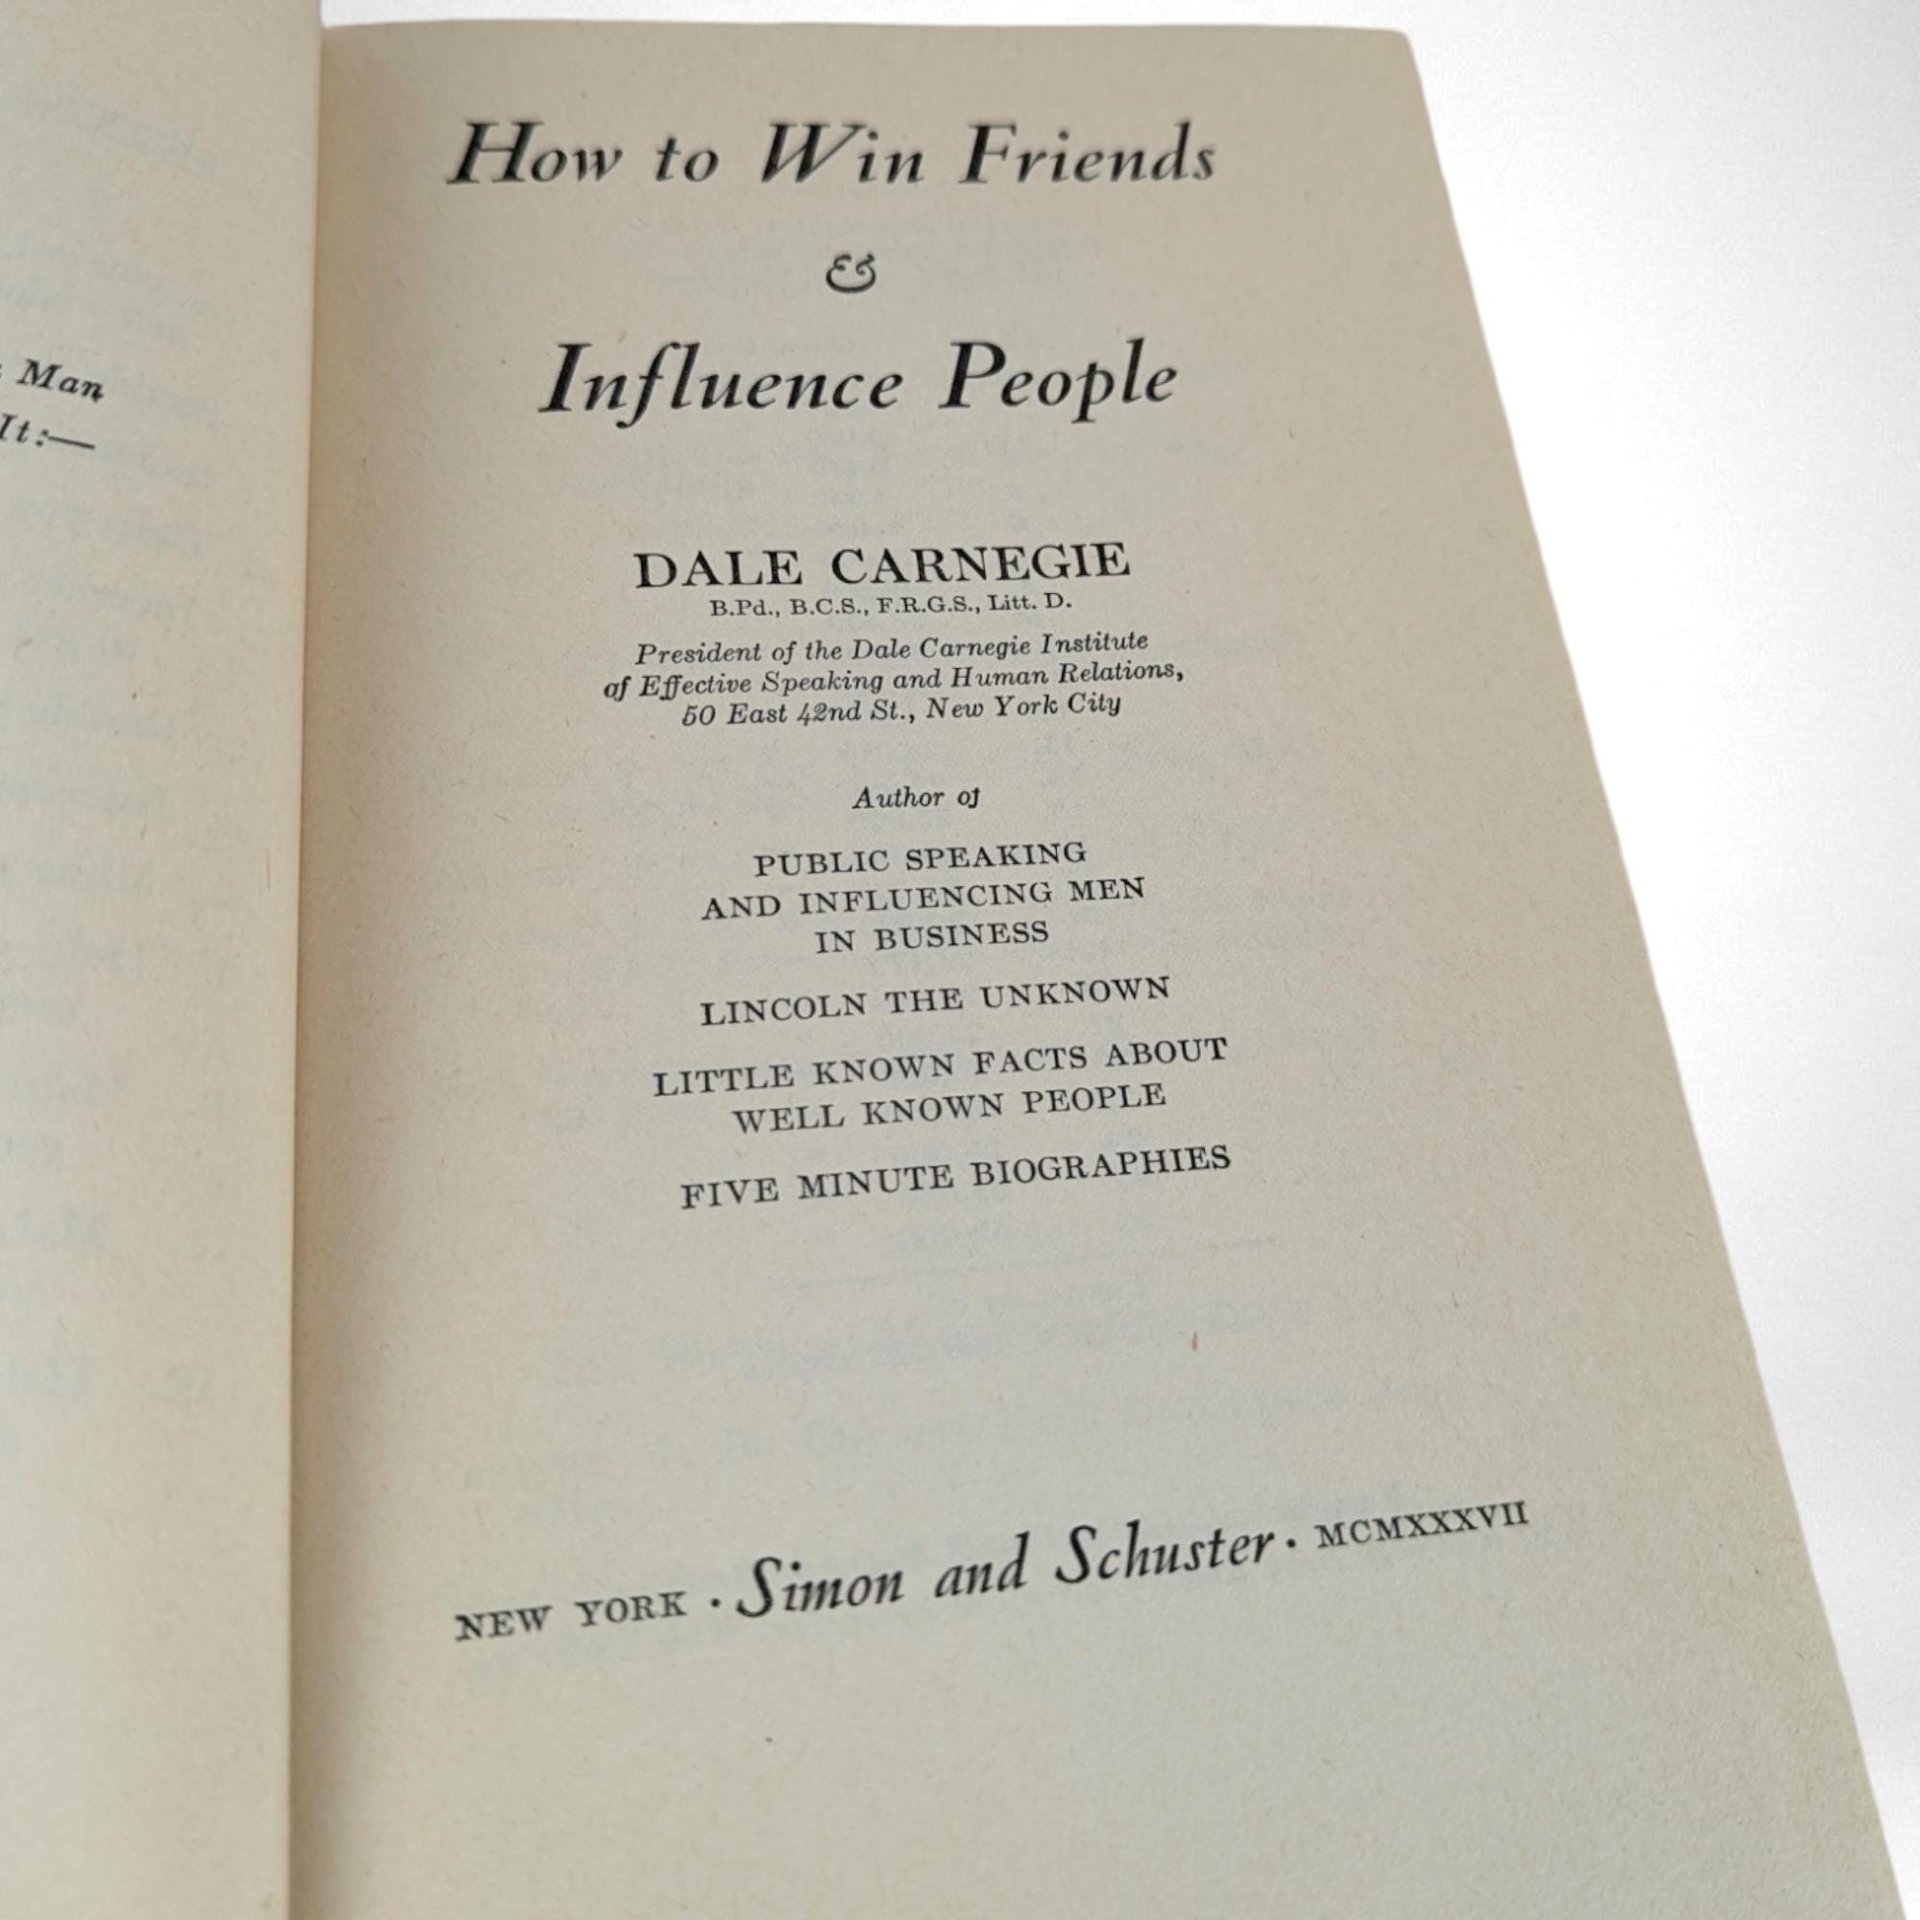 Man
It:—
How to Win Friends
&
Influence People
DALE CARNEGIE
B.Pd., B.C.S., F.R.G.S., Litt. D.
President of the Dale Carnegie Institute
of Effective Speaking and Human Relations,
50 East 42nd St., New York City
Author of
PUBLIC SPEAKING
AND INFLUENCING MEN
IN BUSINESS
LINCOLN THE UNKNOWN
LITTLE KNOWN FACTS ABOUT
WELL KNOWN PEOPLE
FIVE MINUTE BIOGRAPHIES
NEW YORK · Simon and Schuster · MCMXXXVII